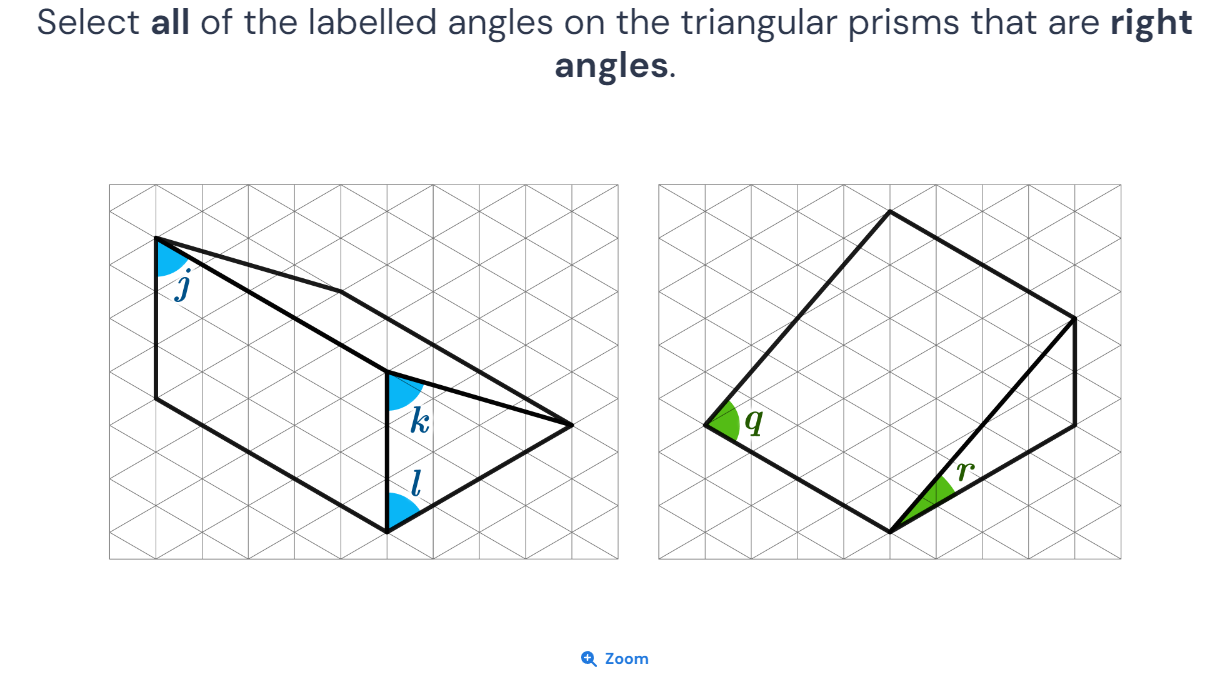 Select all of the labelled angles on the triangular prisms that are right
angles.
j
k
l
q
r
Zoom